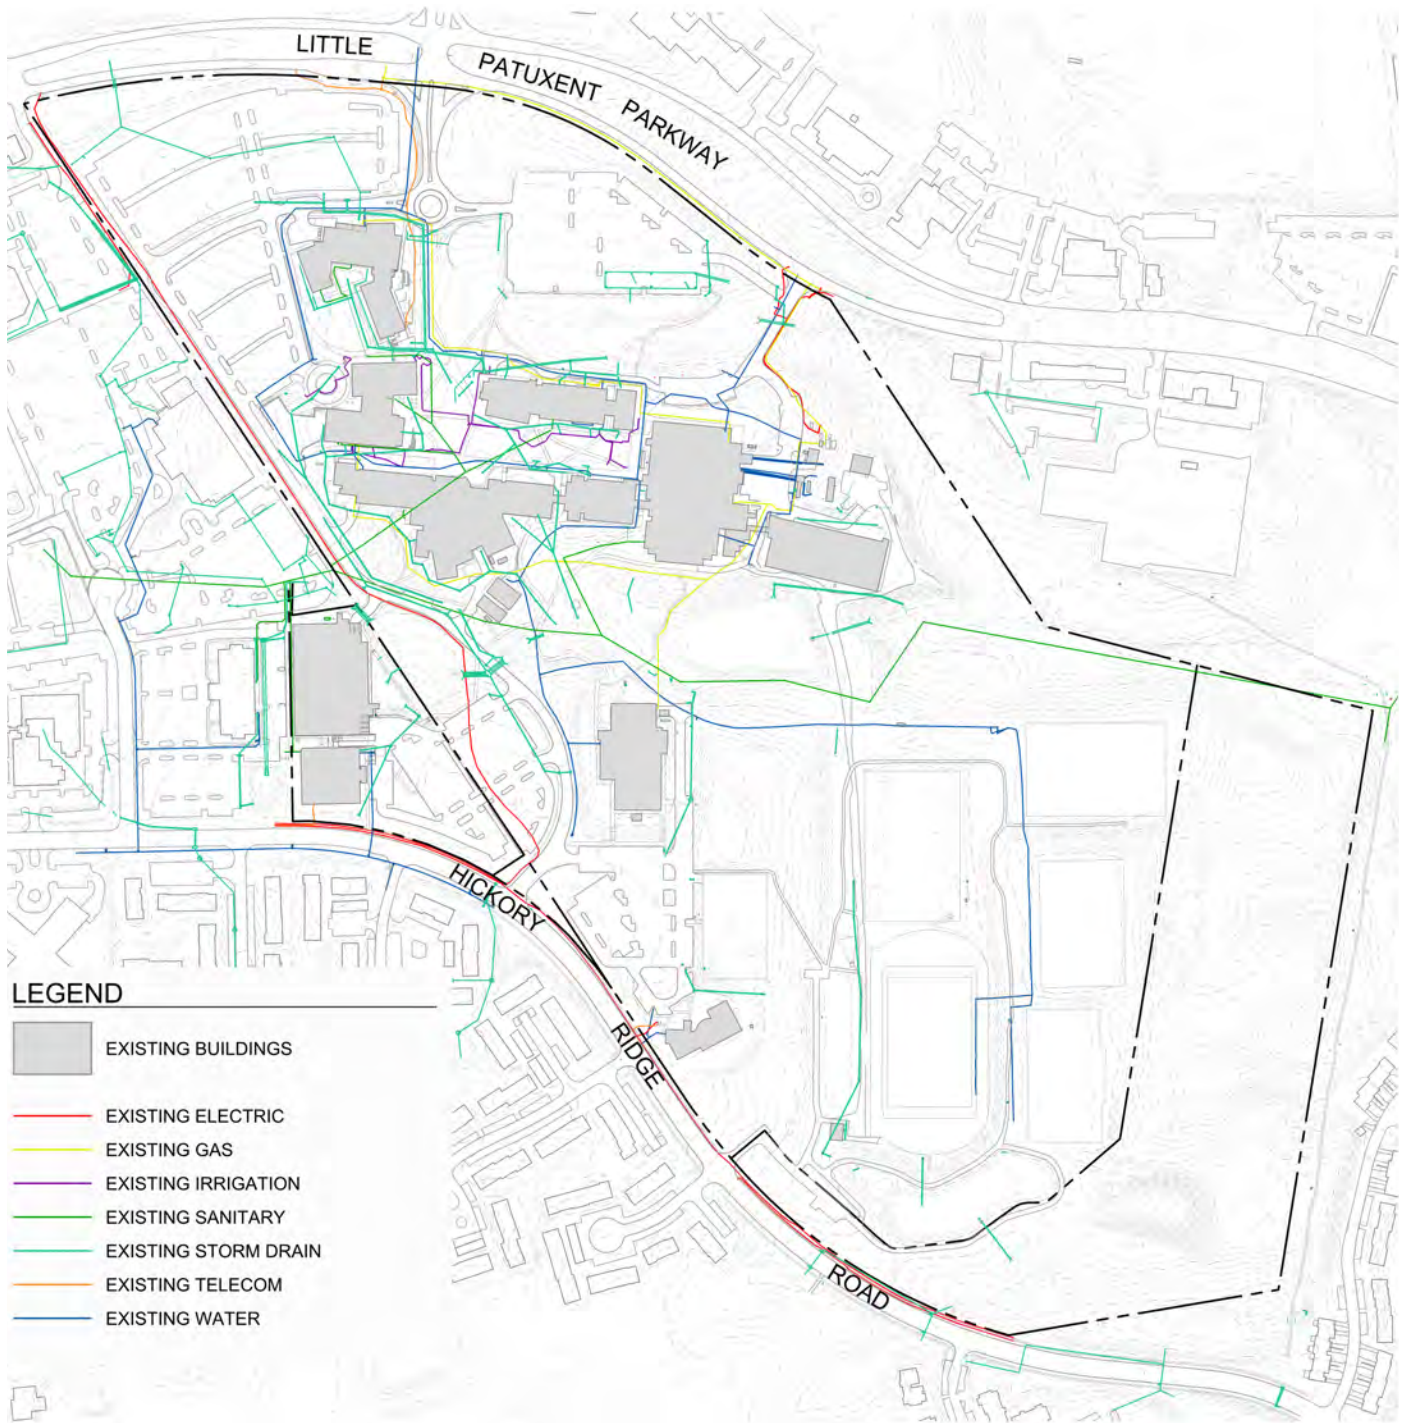 LITTLE
PATUXENT PARKWAY
HICKORY
RIDGE
ROAD
LEGEND
EXISTING BUILDINGS
EXISTING ELECTRIC
EXISTING GAS
EXISTING IRRIGATION
EXISTING SANITARY
EXISTING STORM DRAIN
EXISTING TELECOM
EXISTING WATER